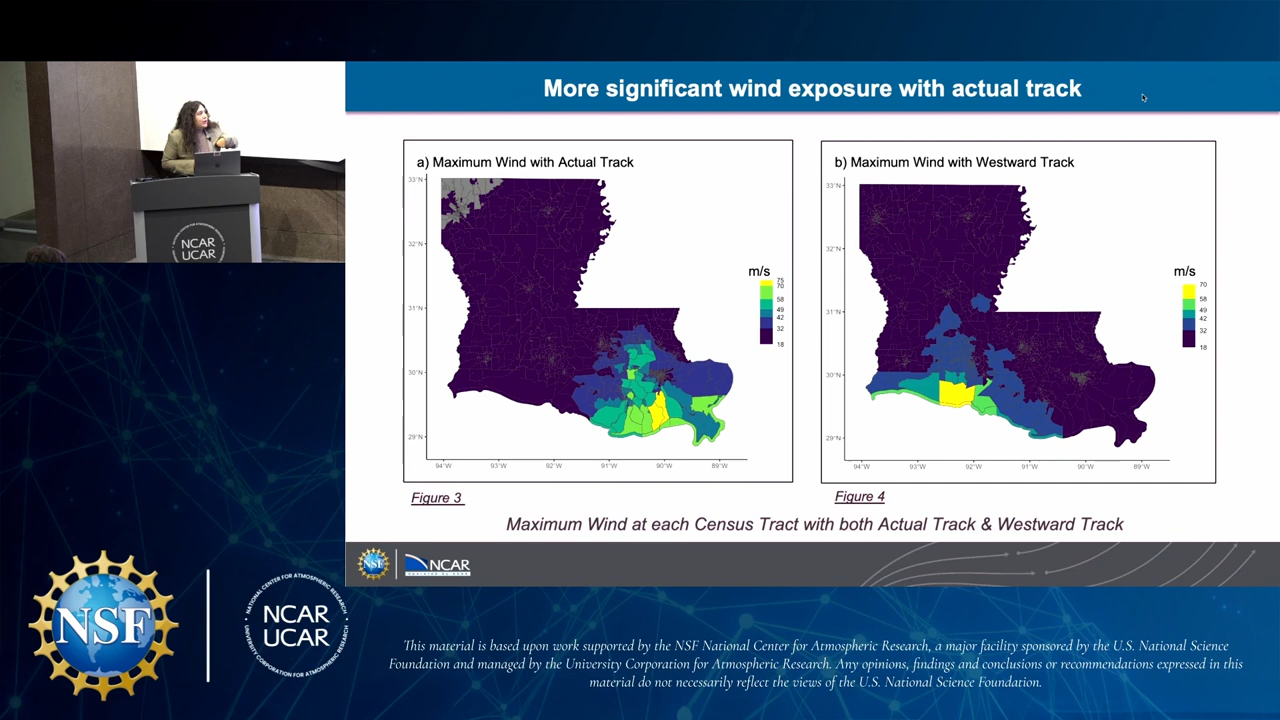 More significant wind exposure with actual track
a) Maximum Wind with Actual Track
33°N
32°N
31°N
30°N
29°N
94°W 93°W 92°W 91°W 90°W 89°W
m/s
75
70
58
49
42
32
18
Figure 3
b) Maximum Wind with Westward Track
33°N
32°N
31°N
30°N
29°N
94°W 93°W 92°W 91°W 90°W 89°W
m/s
70
58
49
42
32
18
Figure 4
Maximum Wind at each Census Tract with both Actual Track & Westward Track
NSF
NCAR
NCAR
UCAR
NSF
NATIONAL CENTER FOR ATMOSPHERIC RESEARCH
NCAR
UCAR
UNIVERSITY CORPORATION FOR ATMOSPHERIC RESEARCH
This material is based upon work supported by the NSF National Center for Atmospheric Research, a major facility sponsored by the U.S. National Science
Foundation and managed by the University Corporation for Atmospheric Research. Any opinions, findings and conclusions or recommendations expressed in this
material do not necessarily reflect the views of the U.S. National Science Foundation.